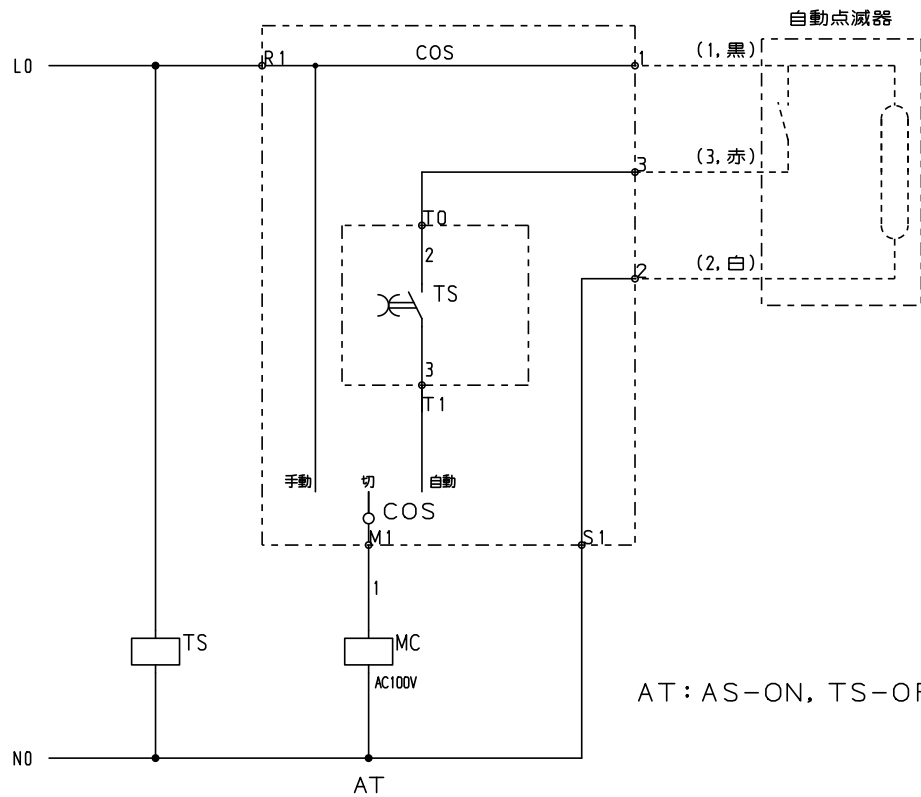 自動点滅器
L0
R1
COS
1
(1,黒)
3
(3,赤)
T0
2
2
(2,白)
TS
3
T1
手動
切
自動
COS
M1
S1
1
TS
MC
AC100V
AT:AS-ON, TS-OF
N0
AT